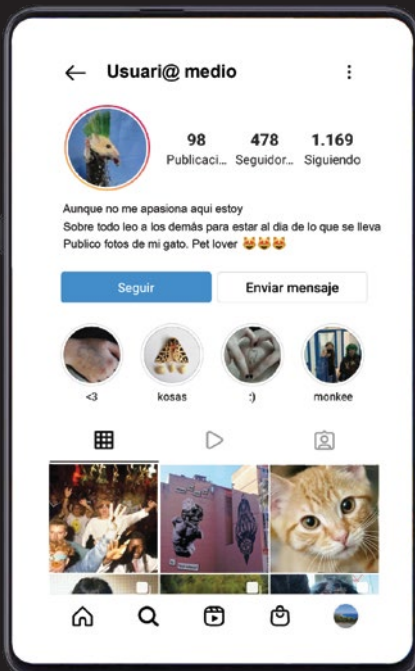 Usuari@ medio
98 478 1.169
Publicaci... Seguidor... Siguiendo
Aunque no me apasiona aqui estoy
Sobre todo leo a los demás para estar al dia de lo que se lleva
Publico fotos de mi gato. Pet lover 😻😻😻
Seguir Enviar mensaje
<3 kosas :) monkee